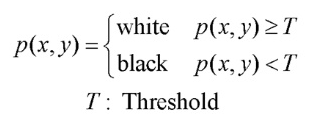 p(x, y) = { white p(x, y) ≥ T
black p(x, y) < T
T : Threshold